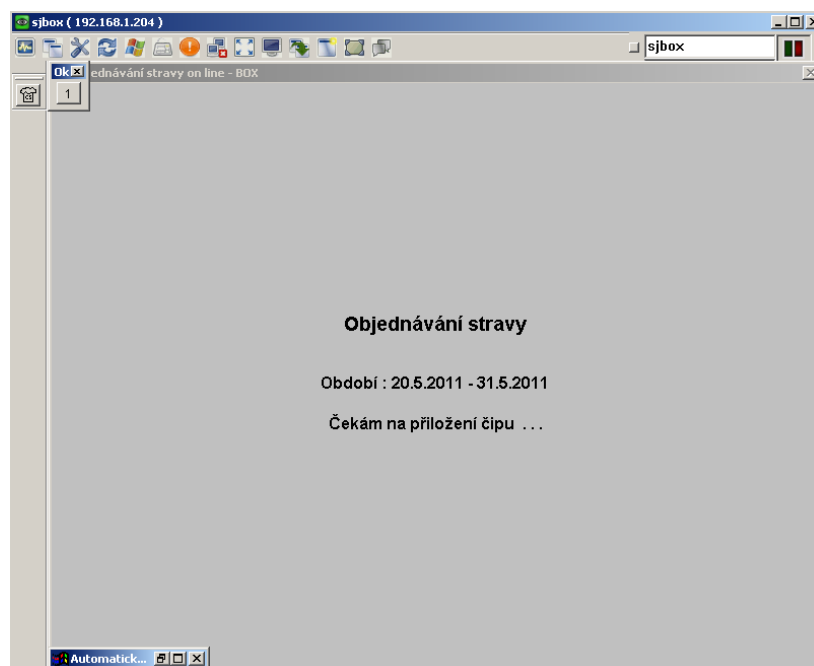 sjbox ( 192.168.1.204 )
sjbox
Ok
ednávání stravy on line - BOX
1
Objednávání stravy
Období : 20.5.2011 - 31.5.2011
Čekám na přiložení čipu . . .
Automatick...